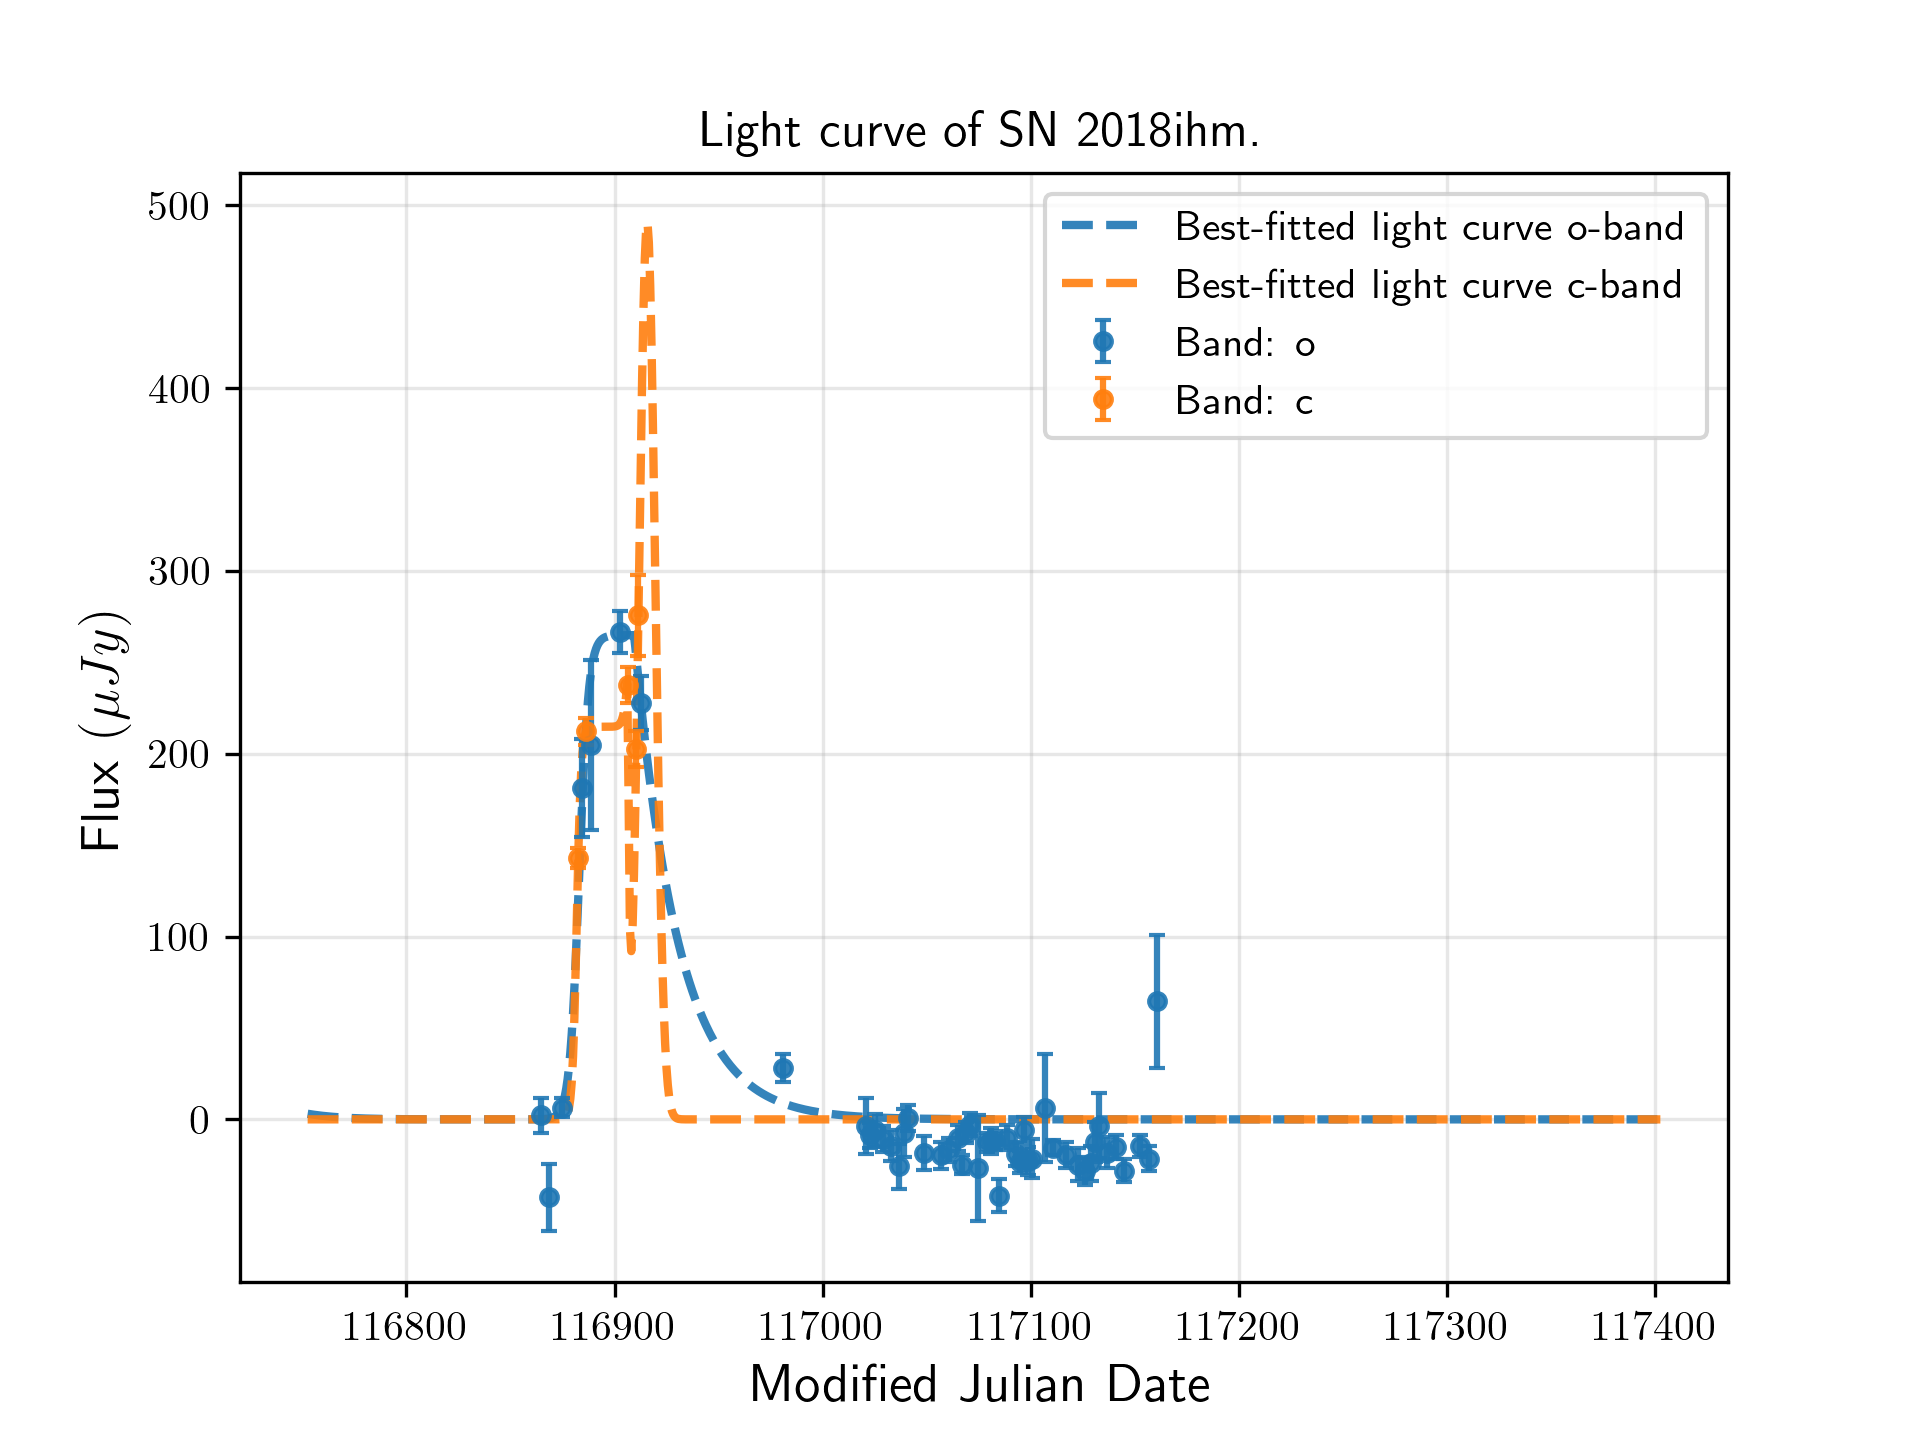 Light curve of SN 2018ihm.
500
400
300
200
100
0
Flux (μJy)
Best-fitted light curve o-band
Best-fitted light curve c-band
Band: o
Band: c
116800 116900 117000 117100 117200 117300 117400
Modified Julian Date